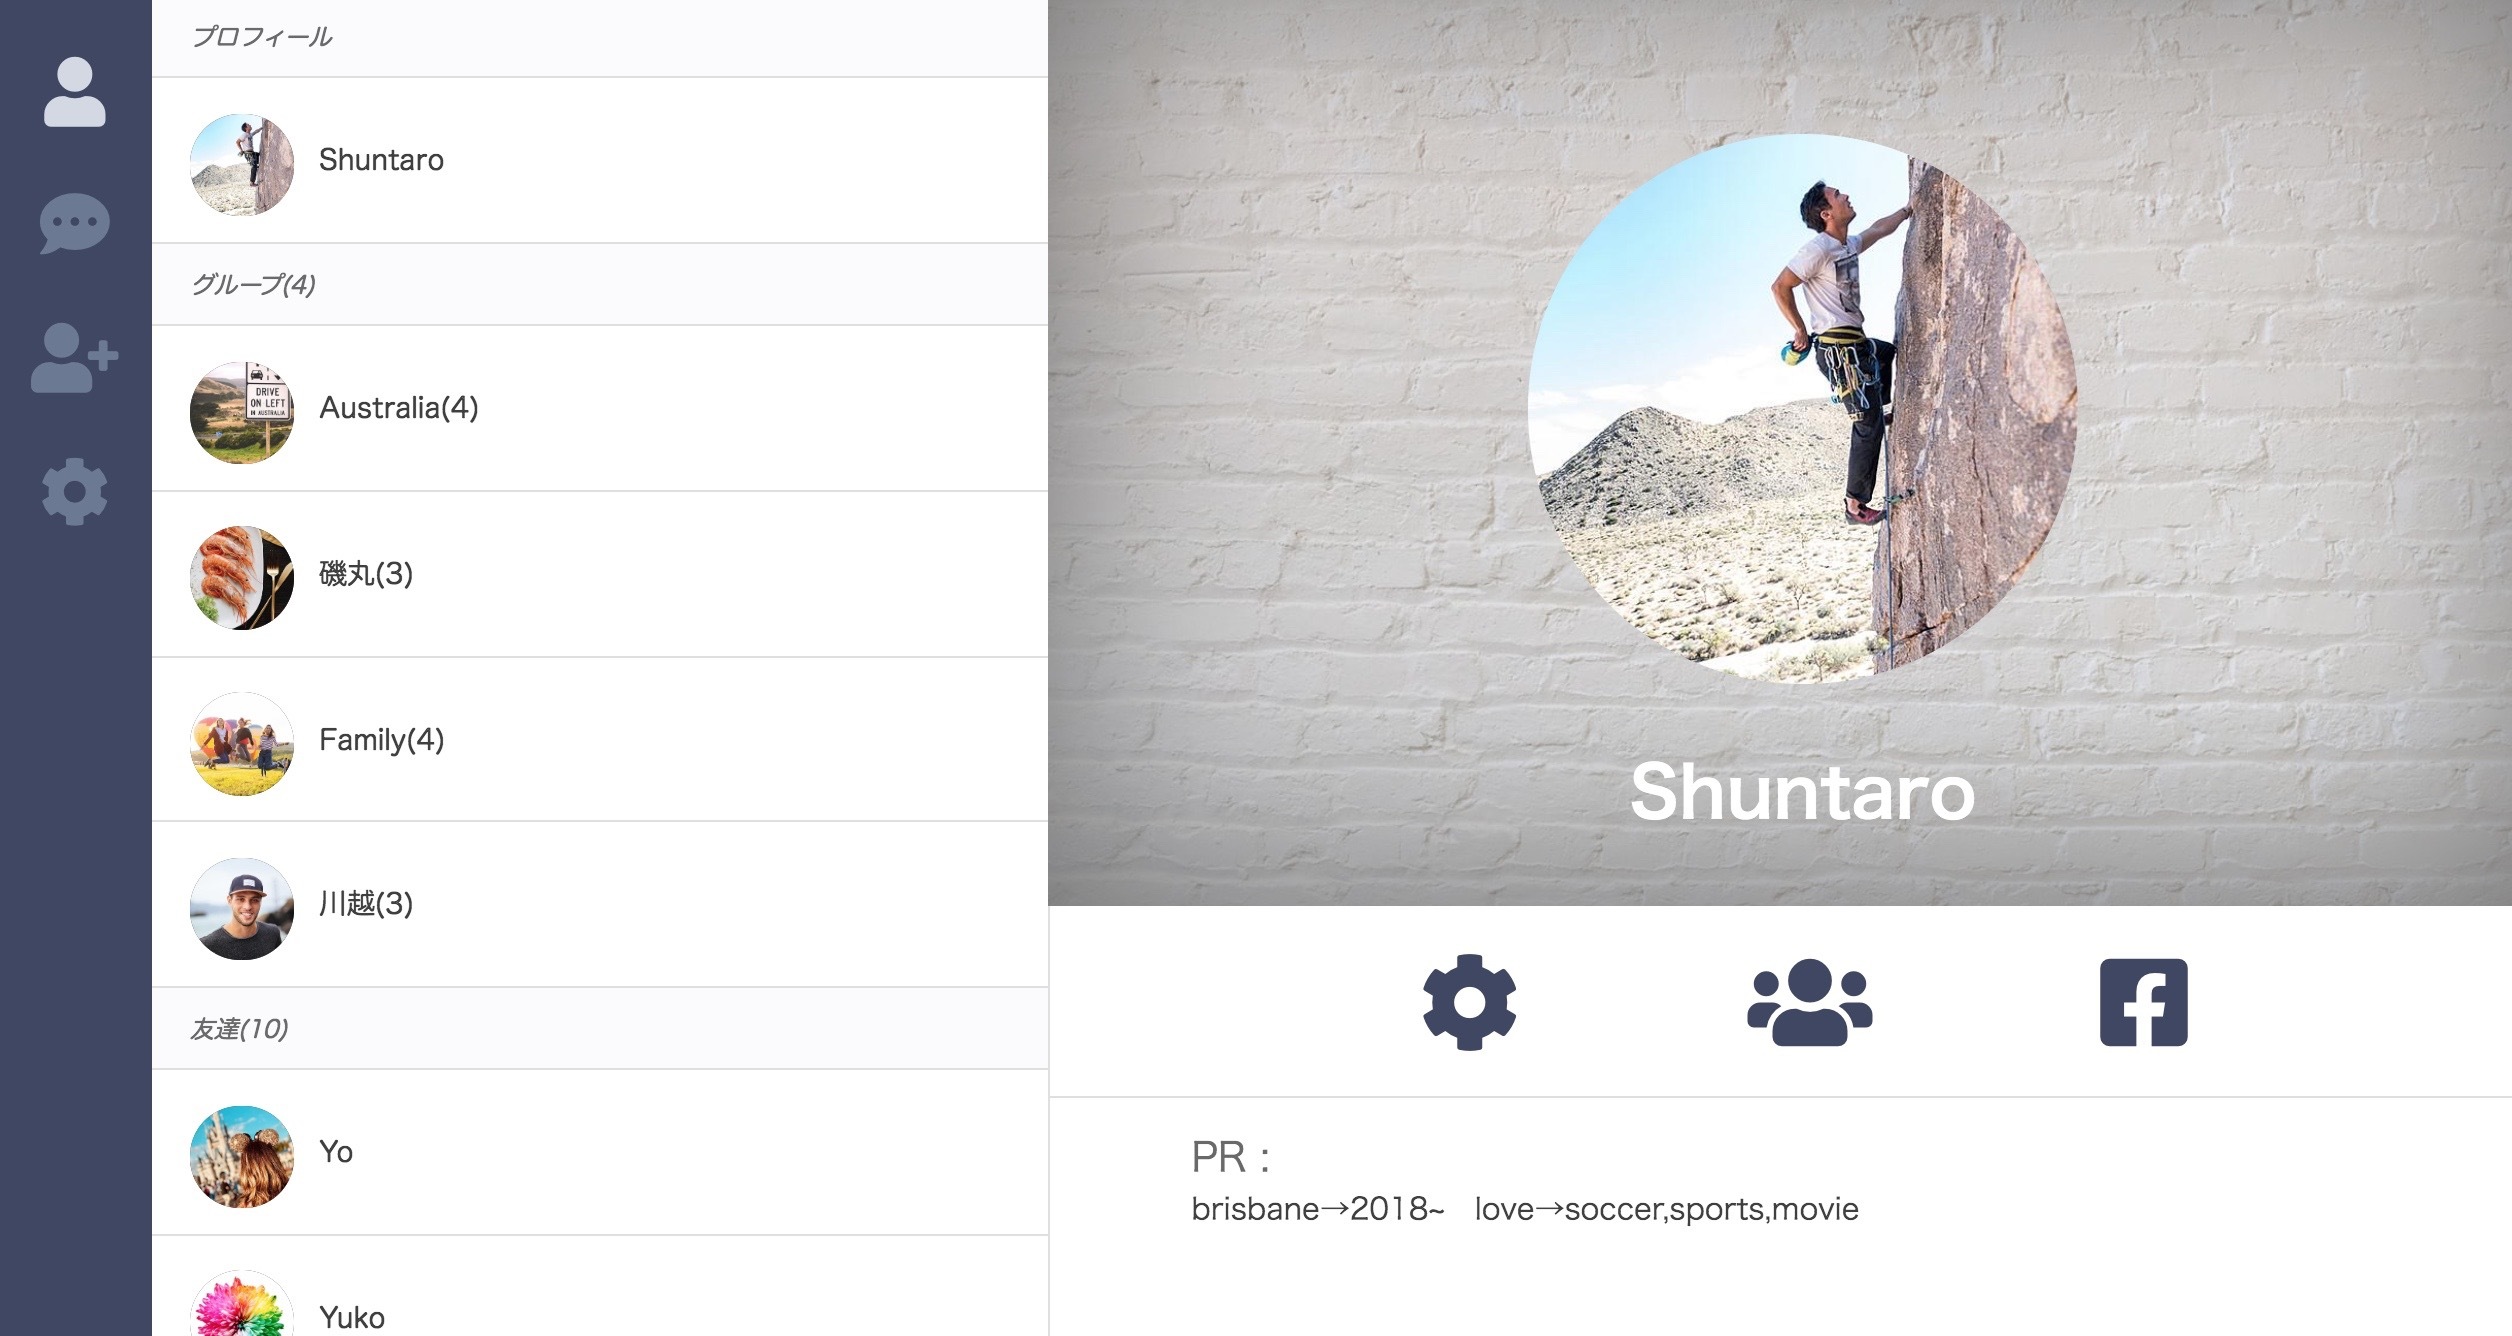 プロフィール
Shuntaro
グループ(4)
Australia(4)
DRIVE
ON LEFT
IN AUSTRALIA
磯丸(3)
Family(4)
川越(3)
友達(10)
Yo
Yuko
Shuntaro
PR：
brisbane→2018~　love→soccer,sports,movie